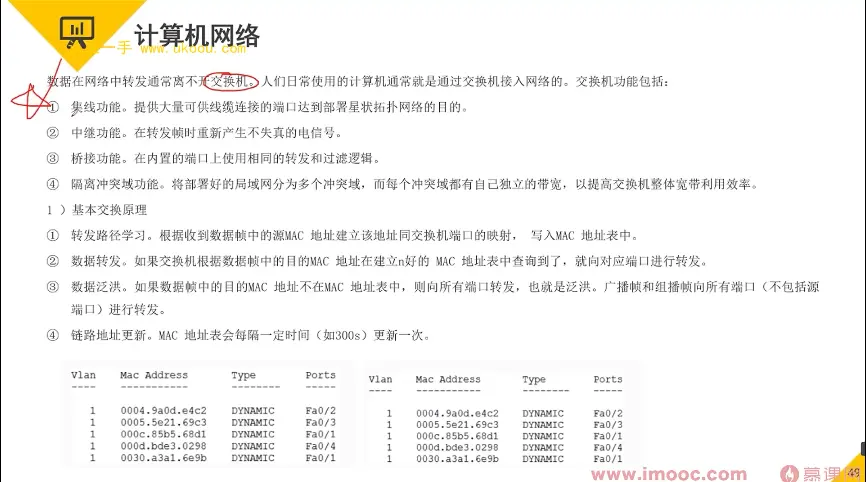 计算机网络
一手 www.ukoou.com
数据在网络中转发通常离不开交换机。人们日常使用的计算机通常就是通过交换机接入网络的。交换机功能包括：
① 集线功能。提供大量可供线缆连接的端口达到部署星状拓扑网络的目的。
② 中继功能。在转发帧时重新产生不失真的电信号。
③ 桥接功能。在内置的端口上使用相同的转发和过滤逻辑。
④ 隔离冲突域功能。将部署好的局域网分为多个冲突域，而每个冲突域都有自己独立的带宽，以提高交换机整体宽带利用效率。
1 ）基本交换原理
① 转发路径学习。根据收到数据帧中的源MAC 地址建立该地址同交换机端口的映射， 写入MAC 地址表中。
② 数据转发。如果交换机根据数据帧中的目的MAC 地址在建立n好的 MAC 地址表中查询到了，就向对应端口进行转发。
③ 数据泛洪。如果数据帧中的目的MAC 地址不在MAC 地址表中，则向所有端口转发，也就是泛洪。广播帧和组播帧向所有端口（不包括源
端口）进行转发。
④ 链路地址更新。MAC 地址表会每隔一定时间（如300s）更新一次。
Vlan Mac Address Type Ports
---- ----------- -------- -----
1 0004.9a0d.e4c2 DYNAMIC Fa0/2
1 0005.5e21.69c3 DYNAMIC Fa0/3
1 000c.85b5.68d1 DYNAMIC Fa0/1
1 000d.bde3.0298 DYNAMIC Fa0/4
1 0030.a3a1.6e9b DYNAMIC Fa0/1
Vlan Mac Address Type Ports
---- ----------- -------- -----
1 0004.9a0d.e4c2 DYNAMIC Fa0/2
1 0005.5e21.69c3 DYNAMIC Fa0/3
1 000c.85b5.68d1 DYNAMIC Fa0/1
1 000d.bde3.0298 DYNAMIC Fa0/4
1 0030.a3a1.6e9b DYNAMIC Fa0/1
www.imooc.com
慕课
49